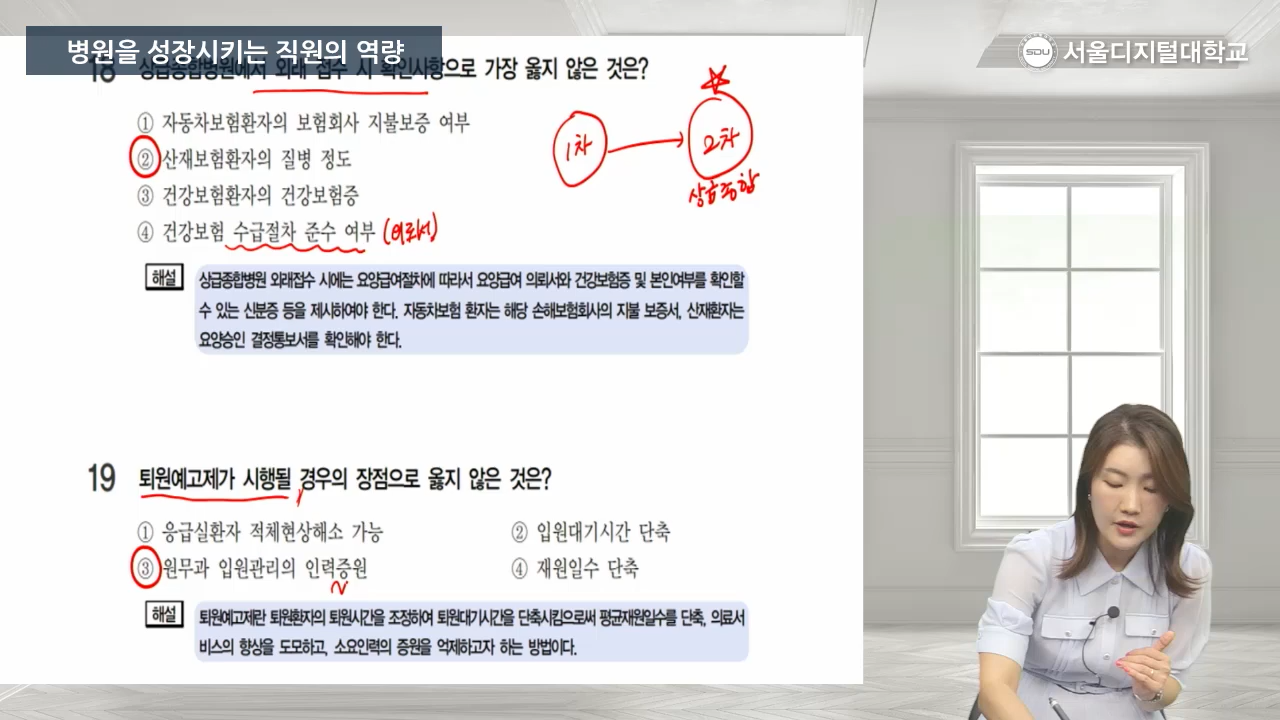 병원을 성장시키는 직원의 역량
SDU 서울디지털대학교
18 상급종합병원에서 외래 접수 시 확인사항으로 가장 옳지 않은 것은?
① 자동차보험환자의 보험회사 지불보증 여부
② 산재보험환자의 질병 정도
③ 건강보험환자의 건강보험증
④ 건강보험 수급절차 준수 여부 (의뢰서)
1차
2차
상급종합
해설
상급종합병원 외래접수 시에는 요양급여절차에 따라서 요양급여 의뢰서와 건강보험증 및 본인여부를 확인할
수 있는 신분증 등을 제시하여야 한다. 자동차보험 환자는 해당 손해보험회사의 지불 보증서, 산재환자는
요양승인 결정통보서를 확인해야 한다.
19 퇴원예고제가 시행될 경우의 장점으로 옳지 않은 것은?
① 응급실환자 적체현상해소 가능
② 입원대기시간 단축
③ 원무과 입원관리의 인력증원
④ 재원일수 단축
해설
퇴원예고제란 퇴원환자의 퇴원시간을 조정하여 퇴원대기시간을 단축시킴으로써 평균재원일수를 단축, 의료서
비스의 향상을 도모하고, 소요인력의 증원을 억제하고자 하는 방법이다.